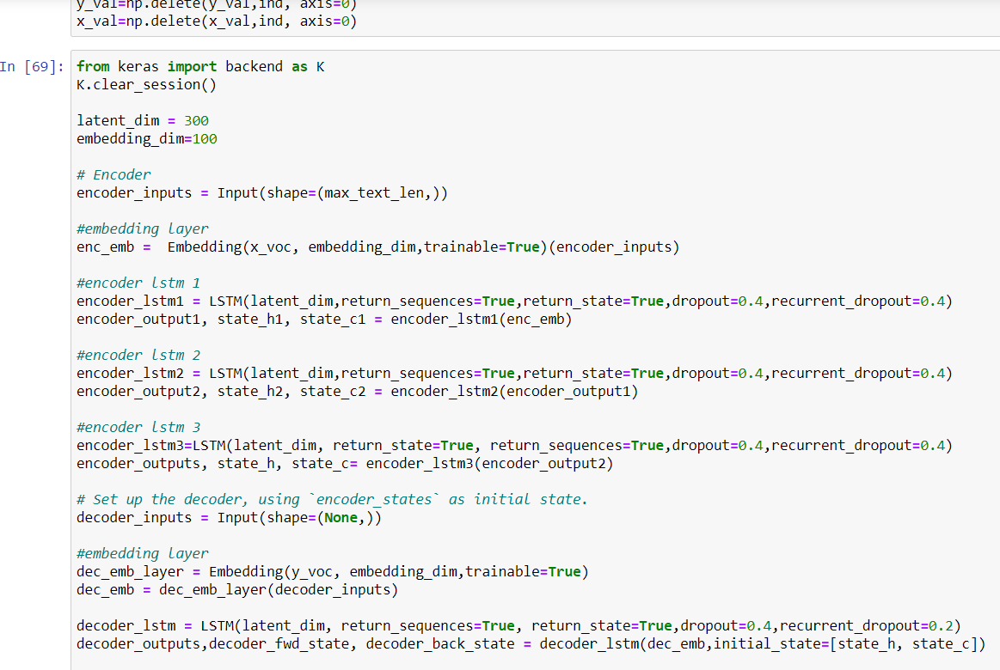 y_val=np.delete(y_val,ind, axis=0)
x_val=np.delete(x_val,ind, axis=0)
In [69]:
from keras import backend as K
K.clear_session()
latent_dim = 300
embedding_dim=100
# Encoder
encoder_inputs = Input(shape=(max_text_len,))
#embedding layer
enc_emb =  Embedding(x_voc, embedding_dim,trainable=True)(encoder_inputs)
#encoder lstm 1
encoder_lstm1 = LSTM(latent_dim,return_sequences=True,return_state=True,dropout=0.4,recurrent_dropout=0.4)
encoder_output1, state_h1, state_c1 = encoder_lstm1(enc_emb)
#encoder lstm 2
encoder_lstm2 = LSTM(latent_dim,return_sequences=True,return_state=True,dropout=0.4,recurrent_dropout=0.4)
encoder_output2, state_h2, state_c2 = encoder_lstm2(encoder_output1)
#encoder lstm 3
encoder_lstm3=LSTM(latent_dim, return_state=True, return_sequences=True,dropout=0.4,recurrent_dropout=0.4)
encoder_outputs, state_h, state_c= encoder_lstm3(encoder_output2)
# Set up the decoder, using `encoder_states` as initial state.
decoder_inputs = Input(shape=(None,))
#embedding layer
dec_emb_layer = Embedding(y_voc, embedding_dim,trainable=True)
dec_emb = dec_emb_layer(decoder_inputs)
decoder_lstm = LSTM(latent_dim, return_sequences=True, return_state=True,dropout=0.4,recurrent_dropout=0.2)
decoder_outputs,decoder_fwd_state, decoder_back_state = decoder_lstm(dec_emb,initial_state=[state_h, state_c])